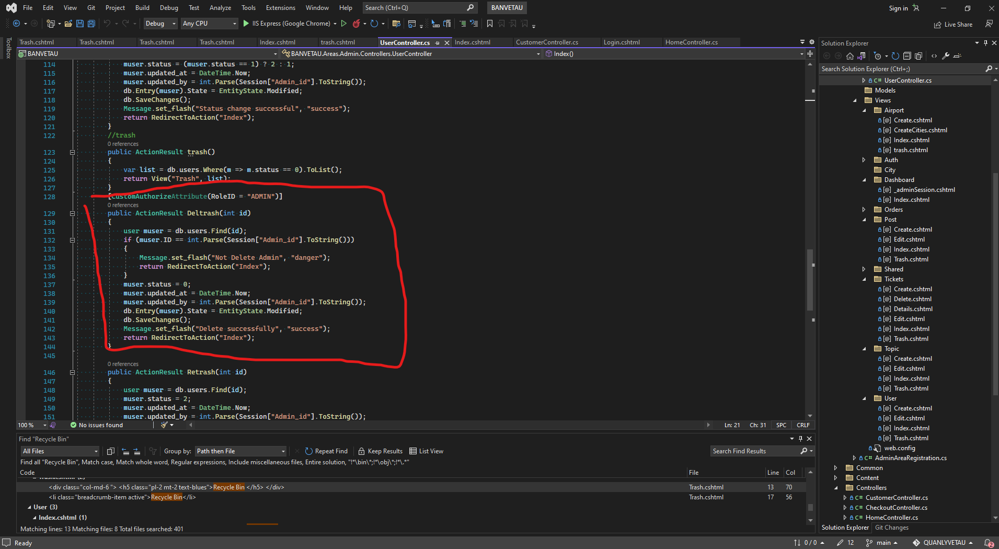 File Edit View Git Project Build Debug Test Analyze Tools Extensions Window Help Search (Ctrl+Q) BANVETAU Sign in
Debug Any CPU IIS Express (Google Chrome) Live Share
Toolbox
Trash.cshtml Trash.cshtml Trash.cshtml Trash.cshtml Index.cshtml trash.cshtml UserController.cs Index.cshtml CustomerController.cs Login.cshtml HomeController.cs
BANVETAU BANVETAU.Areas.Admin.Controllers.UserController Index()
114 muser.status = (muser.status == 1) ? 2 : 1;
115 muser.updated_at = DateTime.Now;
116 muser.updated_by = int.Parse(Session["Admin_id"].ToString());
117 db.Entry(muser).State = EntityState.Modified;
118 db.SaveChanges();
119 Message.set_flash("Status change successful", "success");
120 return RedirectToAction("Index");
121 }
122 //trash
0 references
123 public ActionResult trash()
124 {
125 var list = db.users.Where(m => m.status == 0).ToList();
126 return View("Trash", list);
127 }
128 [CustomAuthorizeAttribute(RoleID = "ADMIN")]
0 references
129 public ActionResult Deltrash(int id)
130 {
131 user muser = db.users.Find(id);
132 if (muser.ID == int.Parse(Session["Admin_id"].ToString()))
133 {
134 Message.set_flash("Not Delete Admin", "danger");
135 return RedirectToAction("Index");
136 }
137 muser.status = 0;
138 muser.updated_at = DateTime.Now;
139 muser.updated_by = int.Parse(Session["Admin_id"].ToString());
140 db.Entry(muser).State = EntityState.Modified;
141 db.SaveChanges();
142 Message.set_flash("Delete successfully", "success");
143 return RedirectToAction("Index");
144 }
145
0 references
146 public ActionResult Retrash(int id)
147 {
148 user muser = db.users.Find(id);
149 muser.status = 2;
150 muser.updated_at = DateTime.Now;
151 muser.updated_by = int.Parse(Session["Admin_id"].ToString());
100 % No issues found Ln: 21 Ch: 31 SPC CRLF
Find "Recycle Bin"
All Files Group by: Path then File Repeat Find Keep Results List View Search Find Results
Find all "Recycle Bin", Match case, Match whole word, Regular expressions, Include miscellaneous files, Entire solution, "!*\bin\*;!*\obj\*;!*\.*"
Code File Line Col
<div class="col-md-6 "> <h5 class="pl-2 mt-2 text-blues">Recycle Bin </h5> </div> Trash.cshtml 13 70
<li class="breadcrumb-item active">Recycle Bin</li> Trash.cshtml 17 56
User (3)
Index.cshtml (1)
Matching lines: 13 Matching files: 8 Total files searched: 401
Solution Explorer
Search Solution Explorer (Ctrl+;)
C# UserController.cs
Models
Views
Airport
[@] Create.cshtml
[@] CreateCities.cshtml
[@] Index.cshtml
[@] trash.cshtml
Auth
City
Dashboard
[@] _adminSession.cshtml
[@] Index.cshtml
Orders
Post
[@] Create.cshtml
[@] Edit.cshtml
[@] Index.cshtml
[@] Trash.cshtml
Shared
Tickets
[@] Create.cshtml
[@] Delete.cshtml
[@] Details.cshtml
[@] Edit.cshtml
[@] Index.cshtml
[@] Trash.cshtml
Topic
[@] Create.cshtml
[@] Edit.cshtml
[@] Index.cshtml
[@] Trash.cshtml
User
[@] Create.cshtml
[@] Edit.cshtml
[@] Index.cshtml
[@] Trash.cshtml
web.config
C# AdminAreaRegistration.cs
Common
Content
Controllers
C# CustomerController.cs
C# CheckoutController.cs
C# HomeController.cs
Solution Explorer Git Changes
Ready 0 / 0 12 main QUANLYVETAU 2